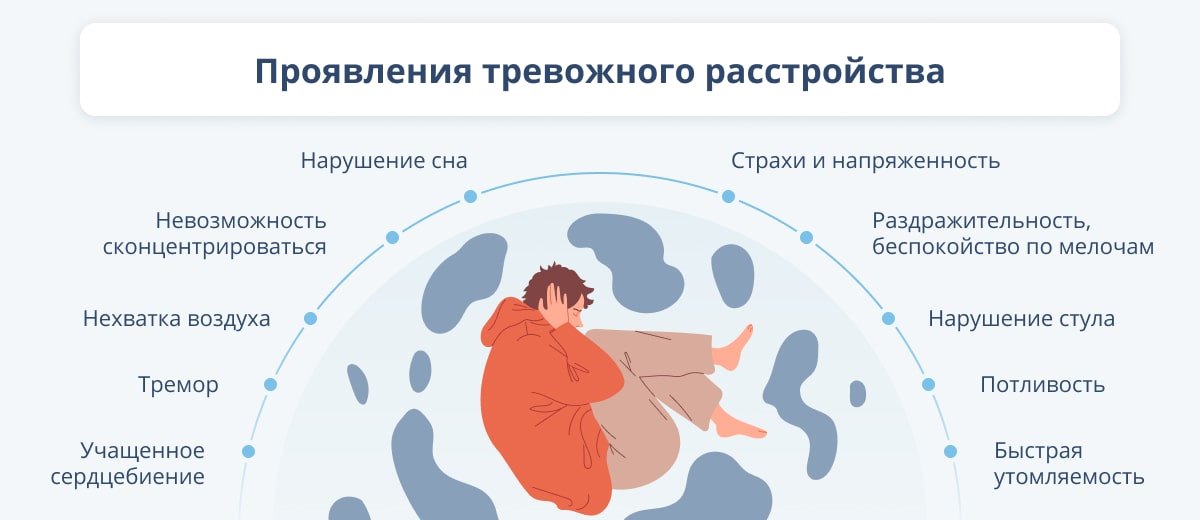 Проявления тревожного расстройства
Нарушение сна
Страхи и напряженность
Невозможность
сконцентрироваться
Раздражительность,
беспокойство по мелочам
Нехватка воздуха
Нарушение стула
Тремор
Потливость
Учащенное
сердцебиение
Быстрая
утомляемость